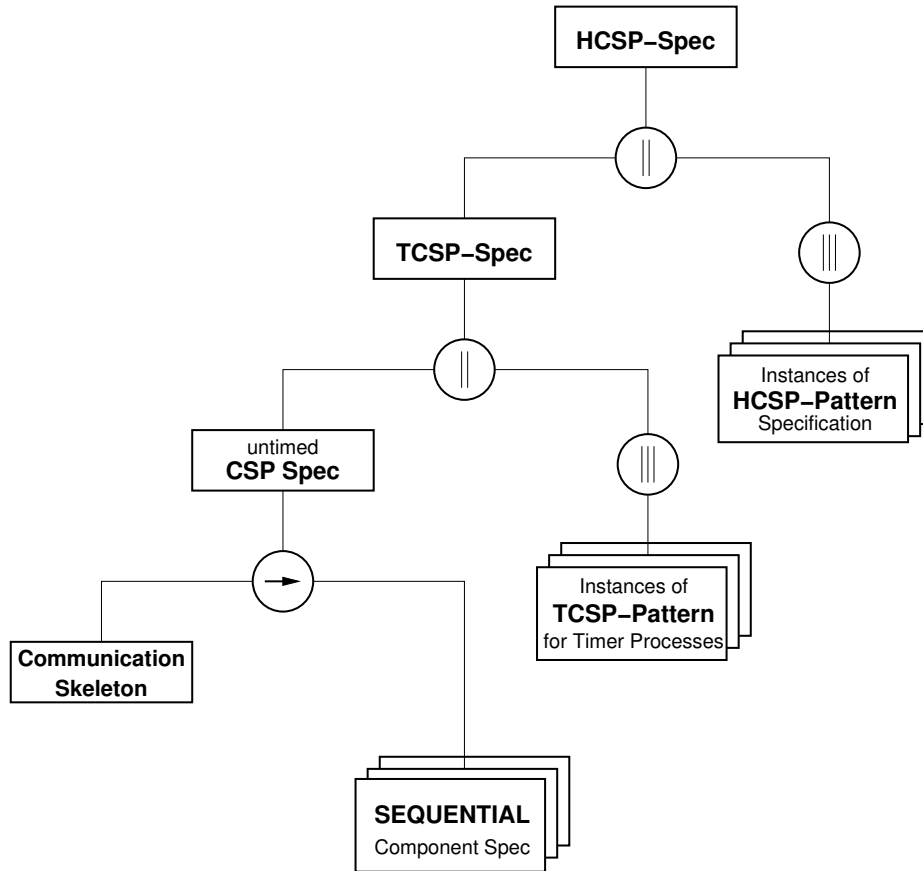 HCSP–Spec
||
TCSP–Spec
|||
||
Instances of
HCSP–Pattern
Specification
untimed
CSP Spec
|||
Instances of
TCSP–Pattern
for Timer Processes
Communication
Skeleton
SEQUENTIAL
Component Spec